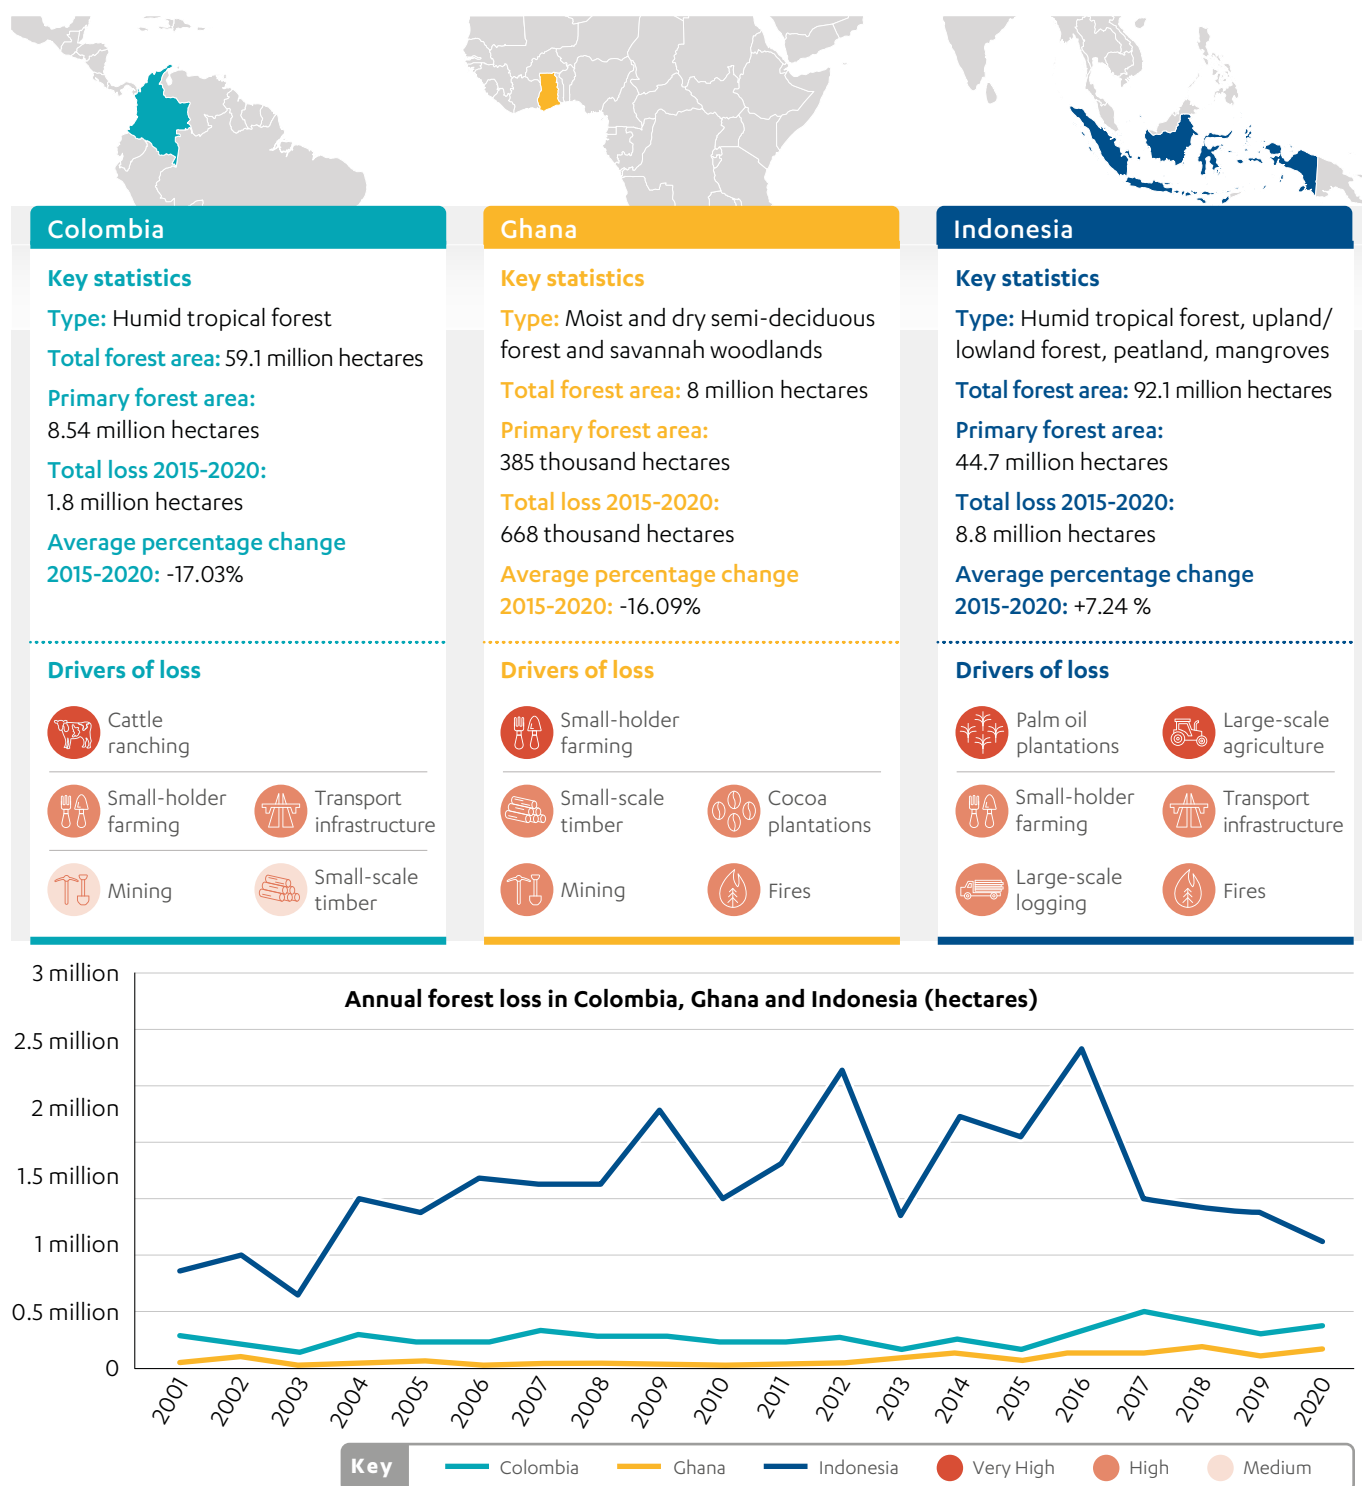 Colombia
Key statistics
Type: Humid tropical forest
Total forest area: 59.1 million hectares
Primary forest area:
8.54 million hectares
Total loss 2015-2020:
1.8 million hectares
Average percentage change
2015-2020: -17.03%
Drivers of loss
Cattle
ranching
Small-holder
farming
Transport
infrastructure
Mining
Small-scale
timber
Ghana
Key statistics
Type: Moist and dry semi-deciduous
forest and savannah woodlands
Total forest area: 8 million hectares
Primary forest area:
385 thousand hectares
Total loss 2015-2020:
668 thousand hectares
Average percentage change
2015-2020: -16.09%
Drivers of loss
Small-holder
farming
Small-scale
timber
Cocoa
plantations
Mining
Fires
Indonesia
Key statistics
Type: Humid tropical forest, upland/
lowland forest, peatland, mangroves
Total forest area: 92.1 million hectares
Primary forest area:
44.7 million hectares
Total loss 2015-2020:
8.8 million hectares
Average percentage change
2015-2020: +7.24 %
Drivers of loss
Palm oil
plantations
Large-scale
agriculture
Small-holder
farming
Transport
infrastructure
Large-scale
logging
Fires
Annual forest loss in Colombia, Ghana and Indonesia (hectares)
3 million
2.5 million
2 million
1.5 million
1 million
0.5 million
0
2001
2002
2003
2004
2005
2006
2007
2008
2009
2010
2011
2012
2013
2014
2015
2016
2017
2018
2019
2020
Key
Colombia
Ghana
Indonesia
Very High
High
Medium